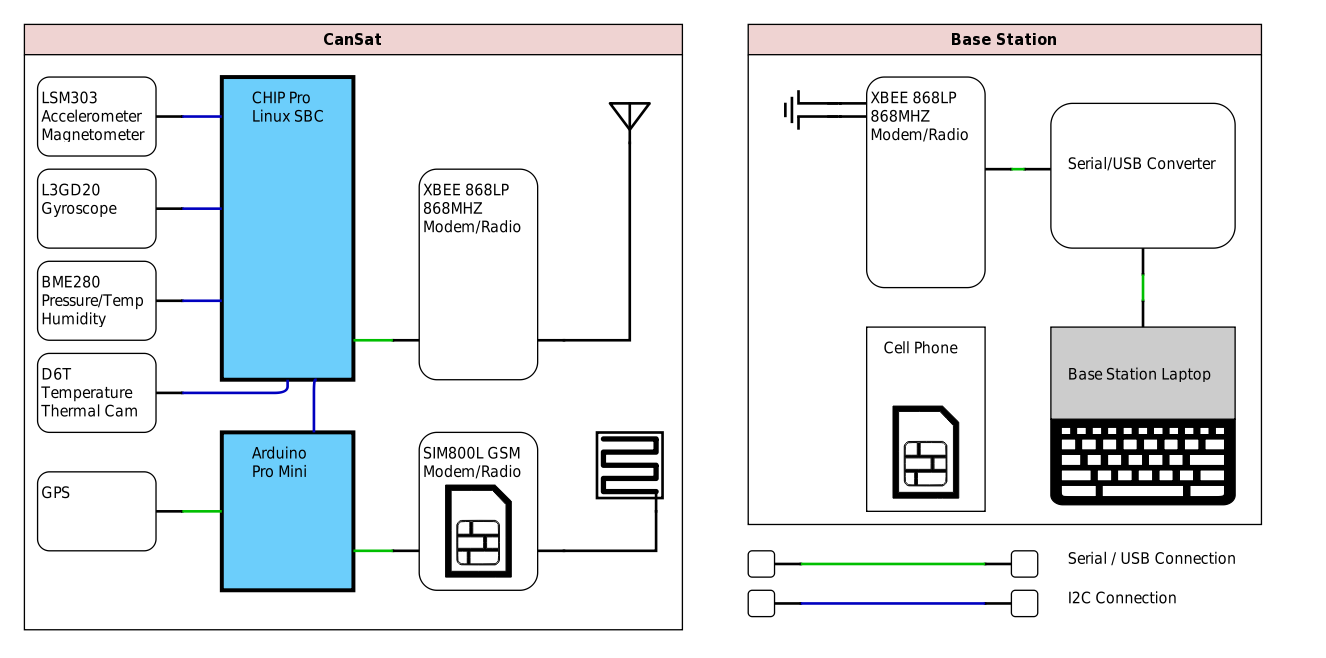 CanSat
LSM303
Accelerometer
Magnetometer
L3GD20
Gyroscope
BME280
Pressure/Temp
Humidity
D6T
Temperature
Thermal Cam
GPS
CHIP Pro
Linux SBC
Arduino
Pro Mini
XBEE 868LP
868MHZ
Modem/Radio
SIM800L GSM
Modem/Radio
Base Station
XBEE 868LP
868MHZ
Modem/Radio
Serial/USB Converter
Cell Phone
Base Station Laptop
Serial / USB Connection
I2C Connection